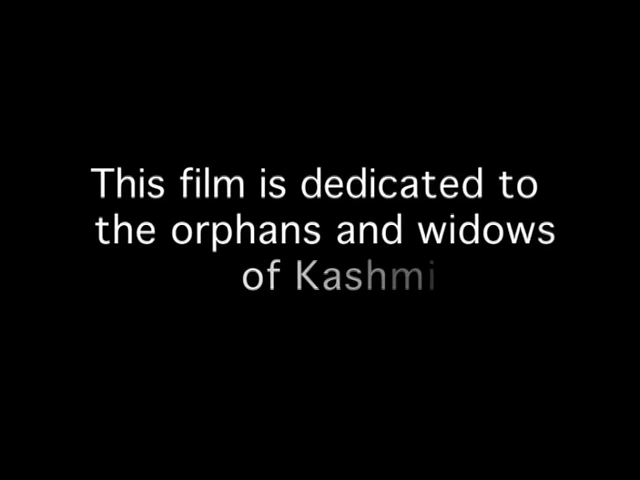 This film is dedicated to
the orphans and widows
of Kashmi